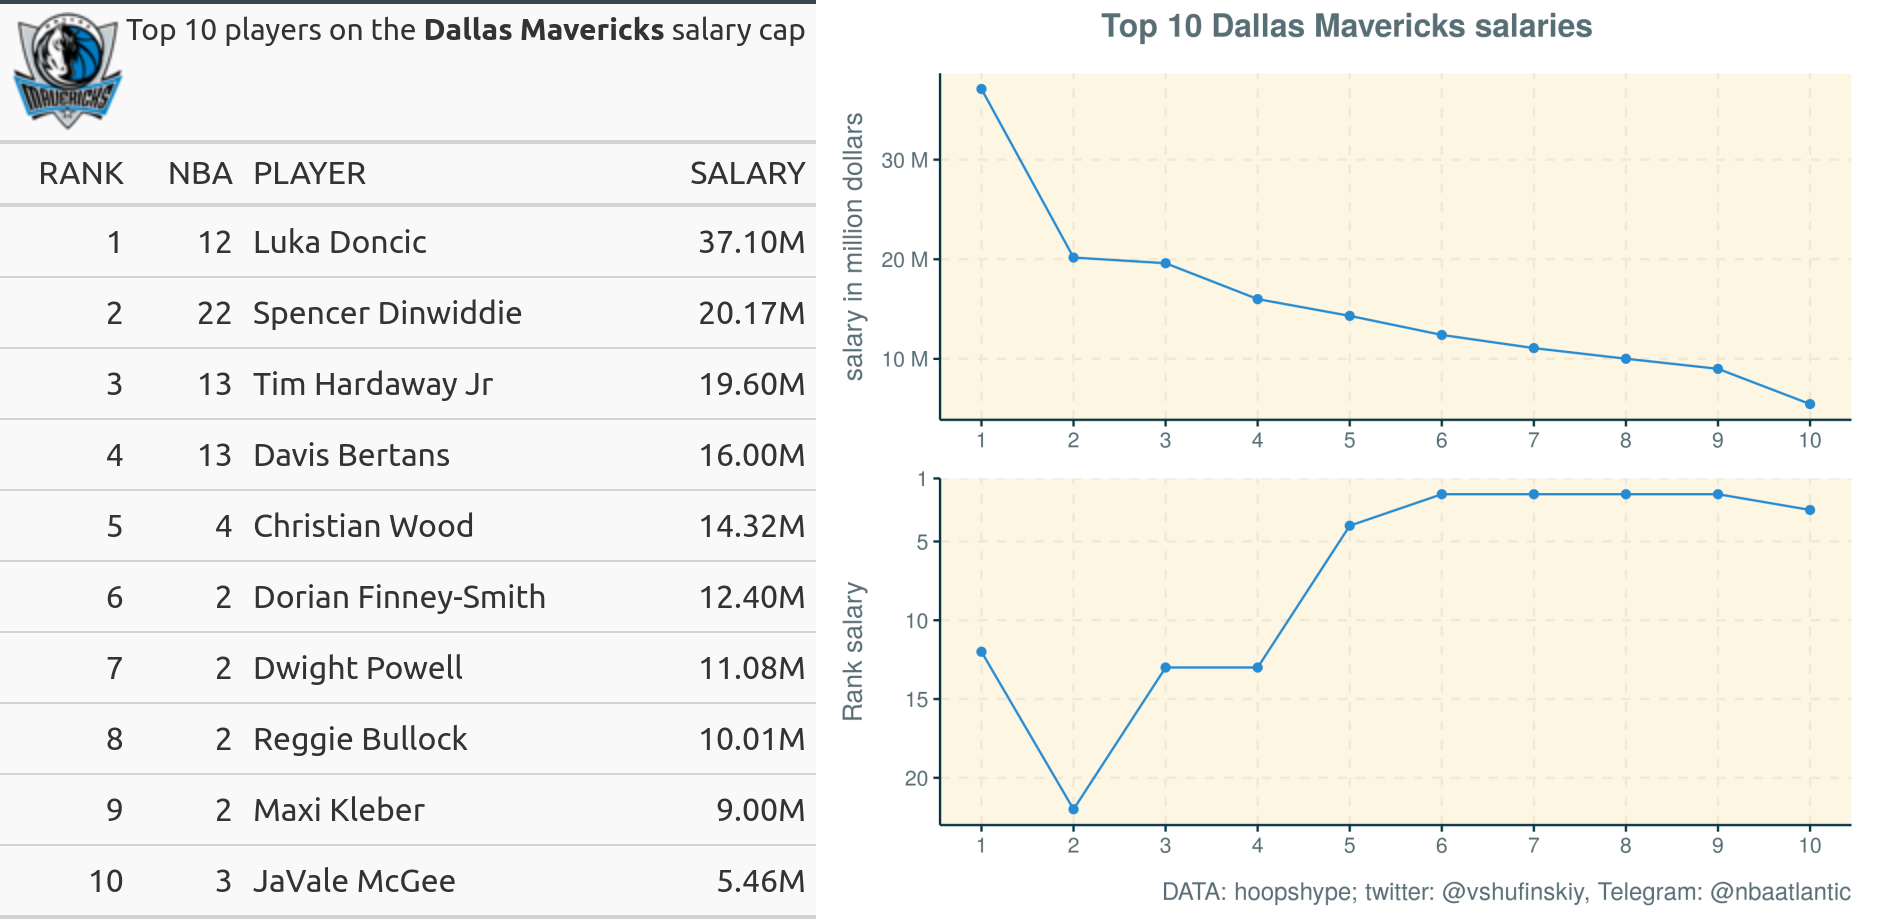 Top 10 players on the Dallas Mavericks salary cap
MAVERICKS
RANK NBA PLAYER SALARY
1 12 Luka Doncic 37.10M
2 22 Spencer Dinwiddie 20.17M
3 13 Tim Hardaway Jr 19.60M
4 13 Davis Bertans 16.00M
5 4 Christian Wood 14.32M
6 2 Dorian Finney-Smith 12.40M
7 2 Dwight Powell 11.08M
8 2 Reggie Bullock 10.01M
9 2 Maxi Kleber 9.00M
10 3 JaVale McGee 5.46M
Top 10 Dallas Mavericks salaries
salary in million dollars
30 M
20 M
10 M
1 2 3 4 5 6 7 8 9 10
Rank salary
1
5
10
15
20
1 2 3 4 5 6 7 8 9 10
DATA: hoopshype; twitter: @vshufinskiy, Telegram: @nbaatlantic